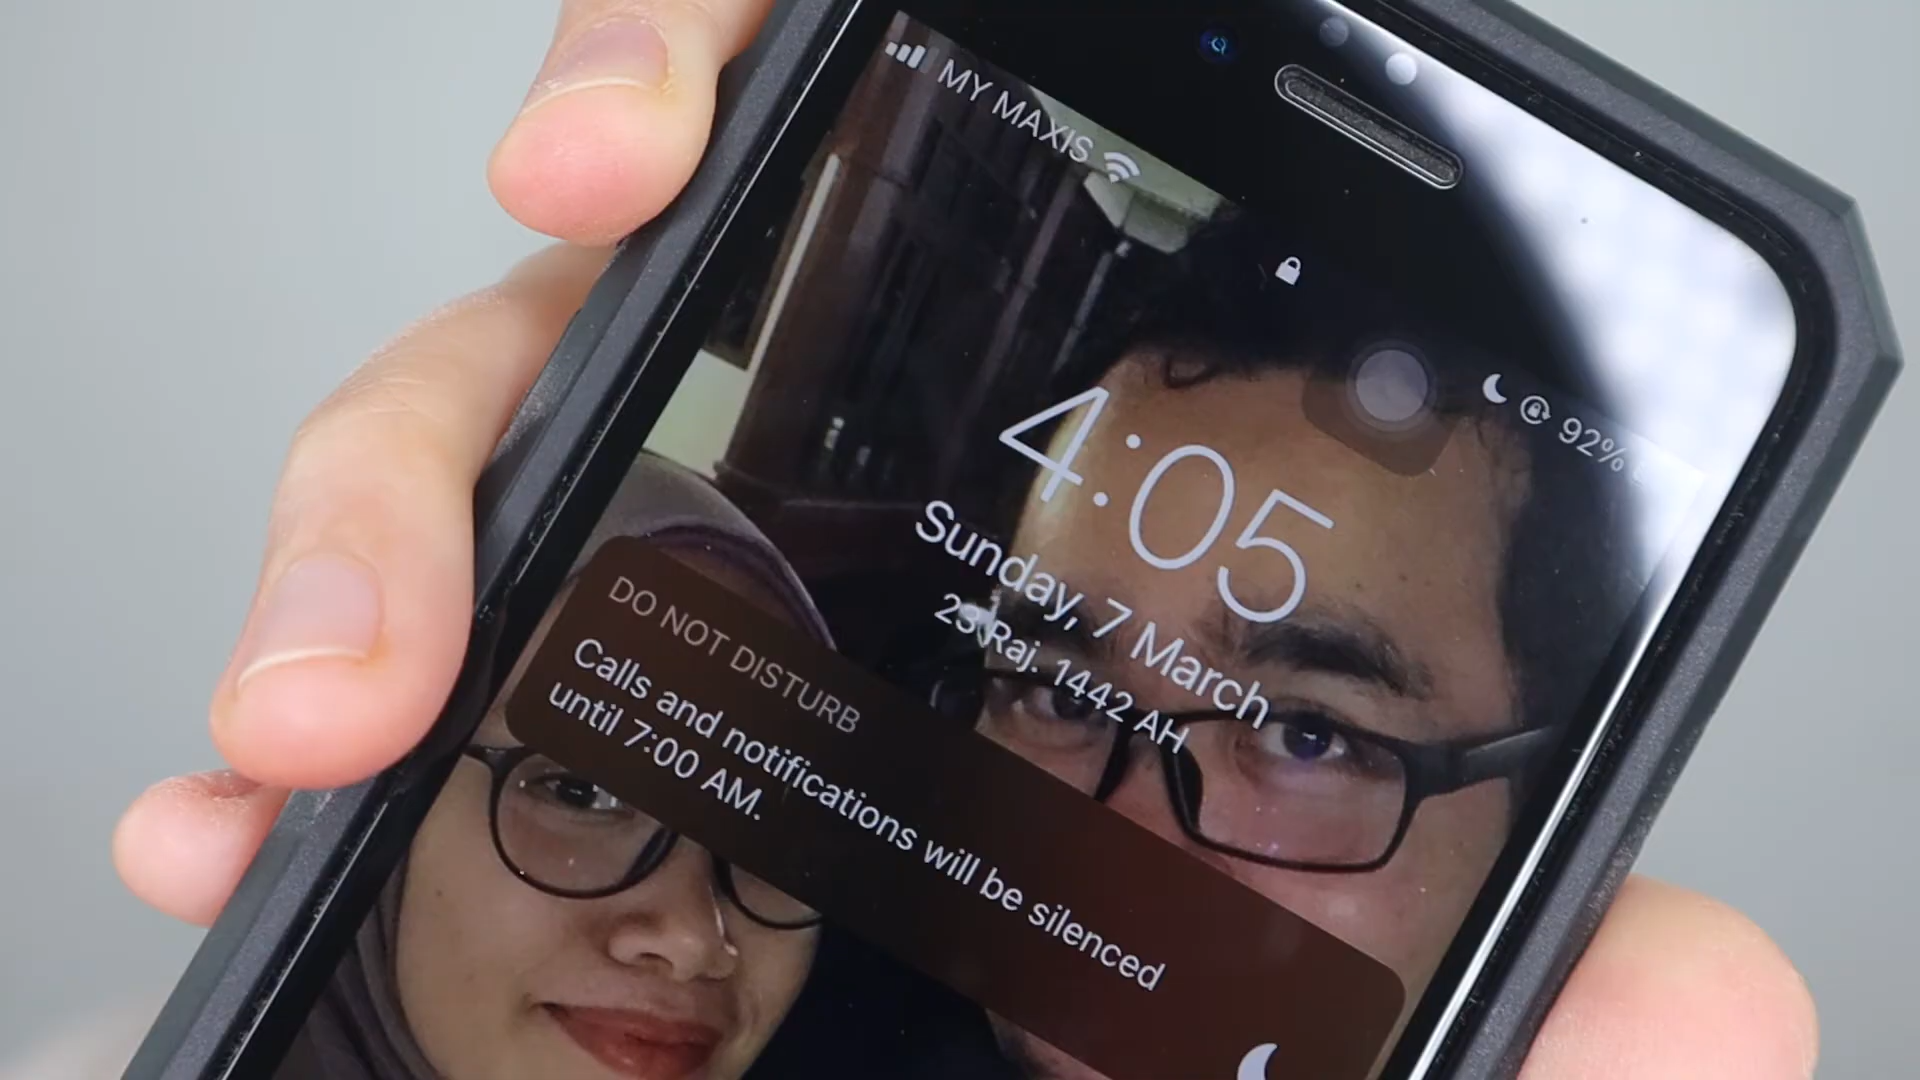 MY MAXIS
92%
4:05
Sunday, 7 March
23 Raj. 1442 AH
DO NOT DISTURB
Calls and notifications will be silenced
until 7:00 AM.